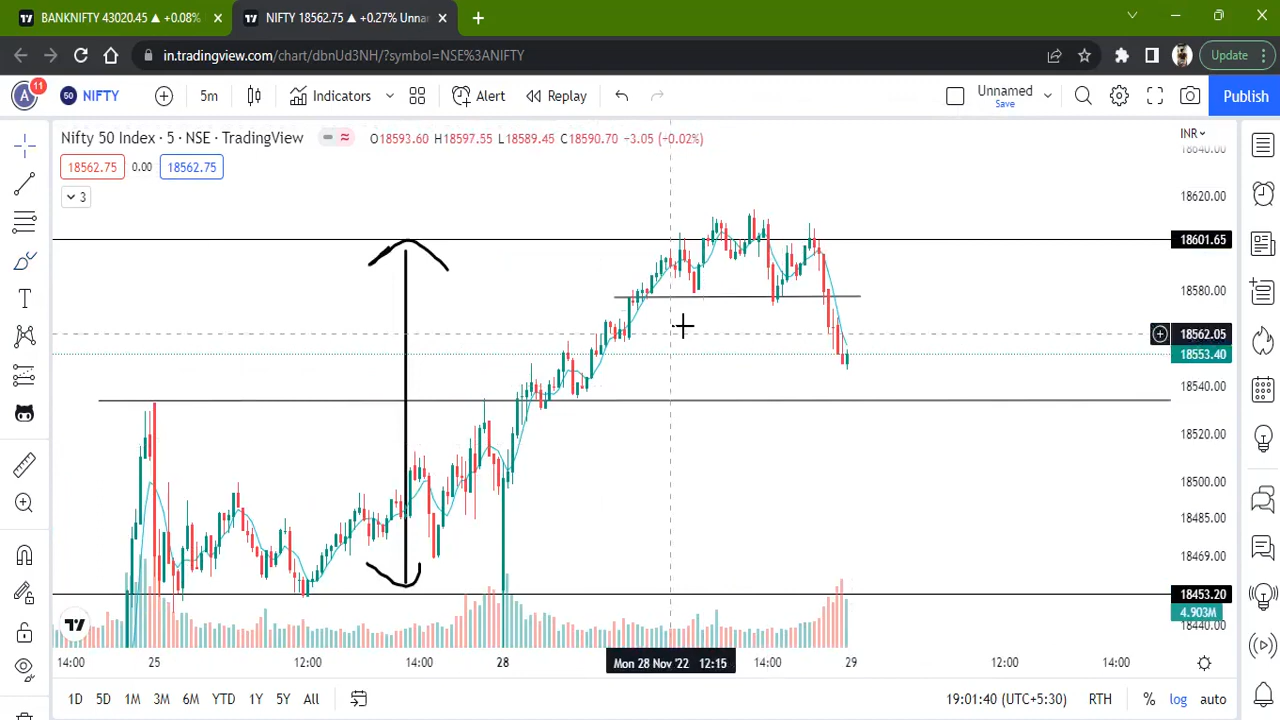 BANKNIFTY 43020.45 ▲ +0.08%
NIFTY 18562.75 ▲ +0.27% Unnar
in.tradingview.com/chart/dbnUd3NH/?symbol=NSE%3ANIFTY
Update
A 11
50 NIFTY
5m
Indicators
Alert
Replay
Unnamed
Save
Publish
Nifty 50 Index · 5 · NSE · TradingView
O18593.60 H18597.55 L18589.45 C18590.70 −3.05 (−0.02%)
INR
18640.00
18562.75 0.00 18562.75
3
18620.00
18601.65
18580.00
18562.05
18553.40
18540.00
18520.00
18500.00
18485.00
18469.00
18453.20
4.903M
18440.00
14:00 25 12:00 14:00 28 Mon 28 Nov '22 12:15 14:00 29 12:00 14:00
1D 5D 1M 3M 6M YTD 1Y 5Y All
19:01:40 (UTC+5:30) RTH % log auto